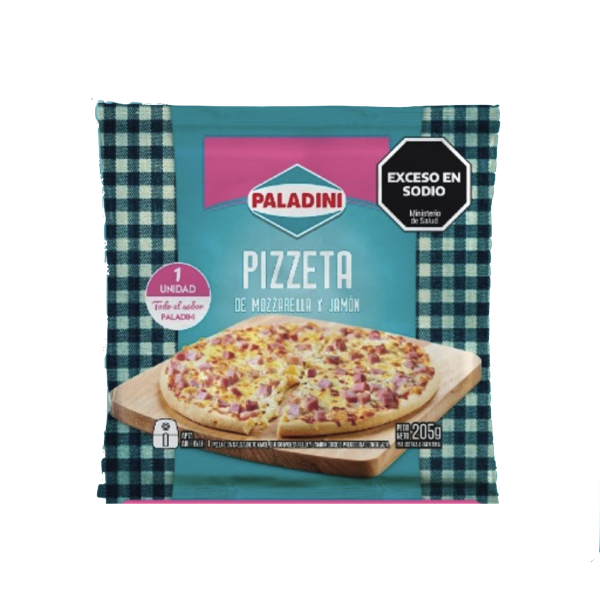 EXCESO EN
SODIO
Ministerio
de Salud
PALADINI
PIZZETA
DE MOZZARELLA Y JAMÓN
1
UNIDAD
Todo el sabor
PALADINI
PESO
NETO 205g